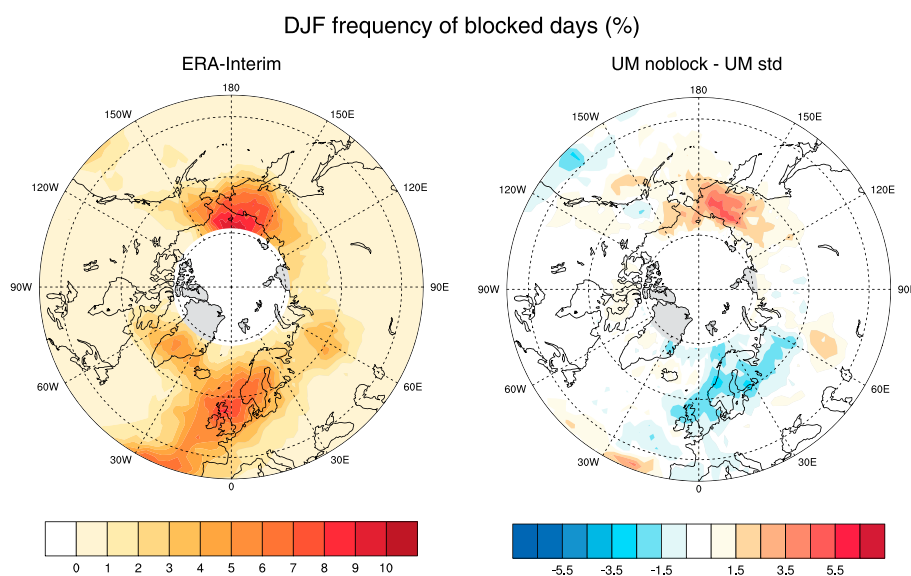 DJF frequency of blocked days (%)
ERA-Interim
UM noblock - UM std
180
150W
150E
120W
120E
90W
90E
60W
60E
30W
30E
0
180
150W
150E
120W
120E
90W
90E
60W
60E
30W
30E
0
0 1 2 3 4 5 6 7 8 9 10
-5.5 -3.5 -1.5 1.5 3.5 5.5